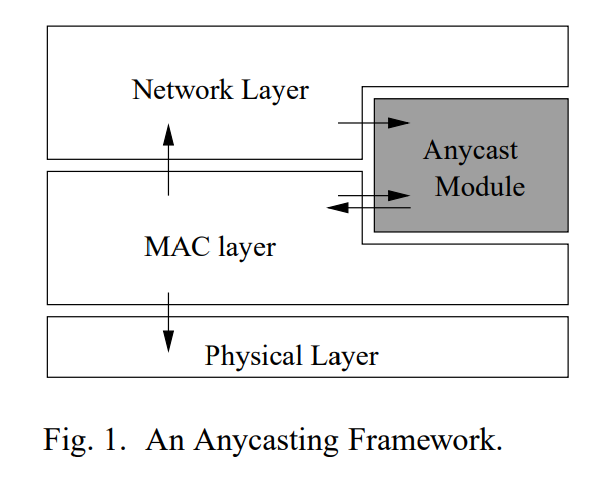 Network Layer
Anycast
Module
MAC layer
Physical Layer
Fig. 1. An Anycasting Framework.